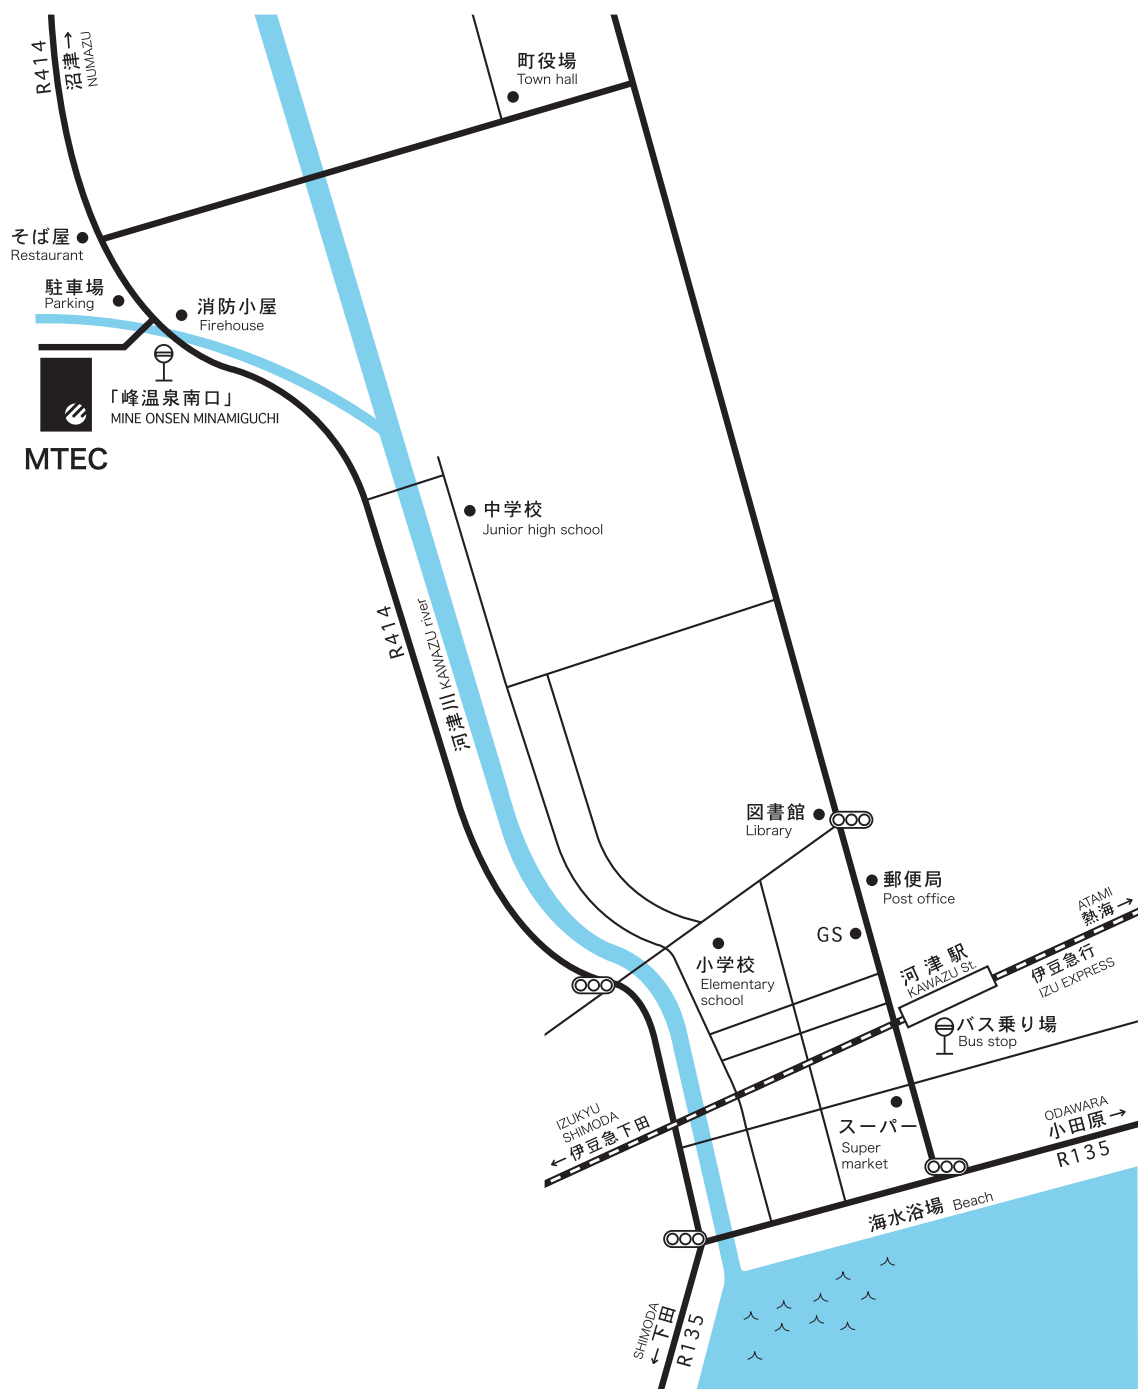 R414
沼津→
NUMAZU
町役場
Town hall
そば屋
Restaurant
駐車場
Parking
消防小屋
Firehouse
「峰温泉南口」
MINE ONSEN MINAMIGUCHI
MTEC
中学校
Junior high school
R414
河津川 KAWAZU river
図書館
Library
郵便局
Post office
GS
小学校
Elementary
school
河津駅
KAWAZU St.
ATAMI
熱海→
伊豆急行
IZU EXPRESS
バス乗り場
Bus stop
IZUKYU
SHIMODA
←伊豆急下田
スーパー
Super
market
ODAWARA
小田原→
R135
海水浴場 Beach
SHIMODA
←下田
R135